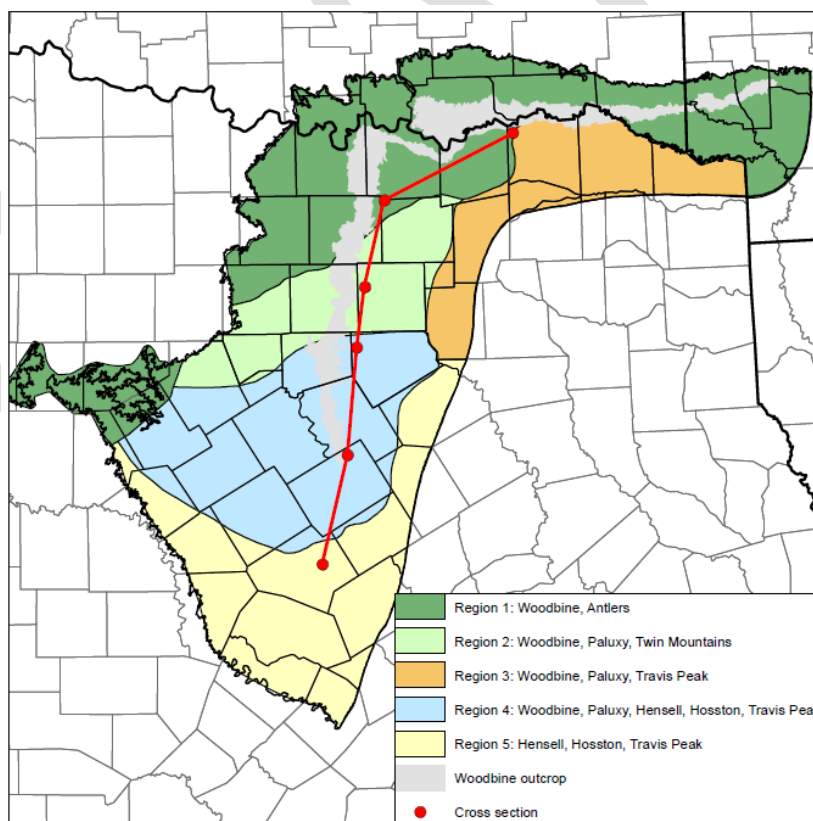 Region 1: Woodbine, Antlers
Region 2: Woodbine, Paluxy, Twin Mountains
Region 3: Woodbine, Paluxy, Travis Peak
Region 4: Woodbine, Paluxy, Hensell, Hosston, Travis Pea
Region 5: Hensell, Hosston, Travis Peak
Woodbine outcrop
Cross section